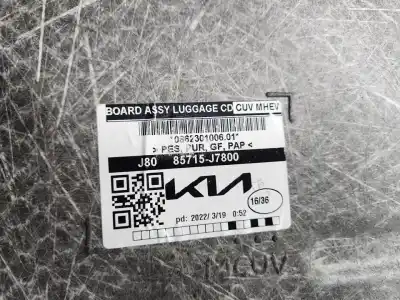 BOARD ASSY LUGGAGE CD CUV MHEV
*0862301006.01*
> PES, PUR, GF, PAP <
J80 85715-J7800
KIA
16/36
pd: 2022/3/19 0:52
CUV